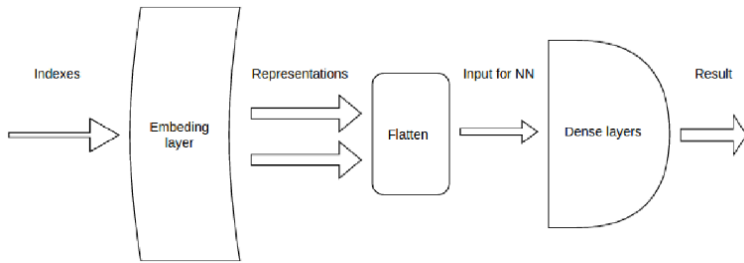 Indexes
Embeding
layer
Representations
Flatten
Input for NN
Dense layers
Result